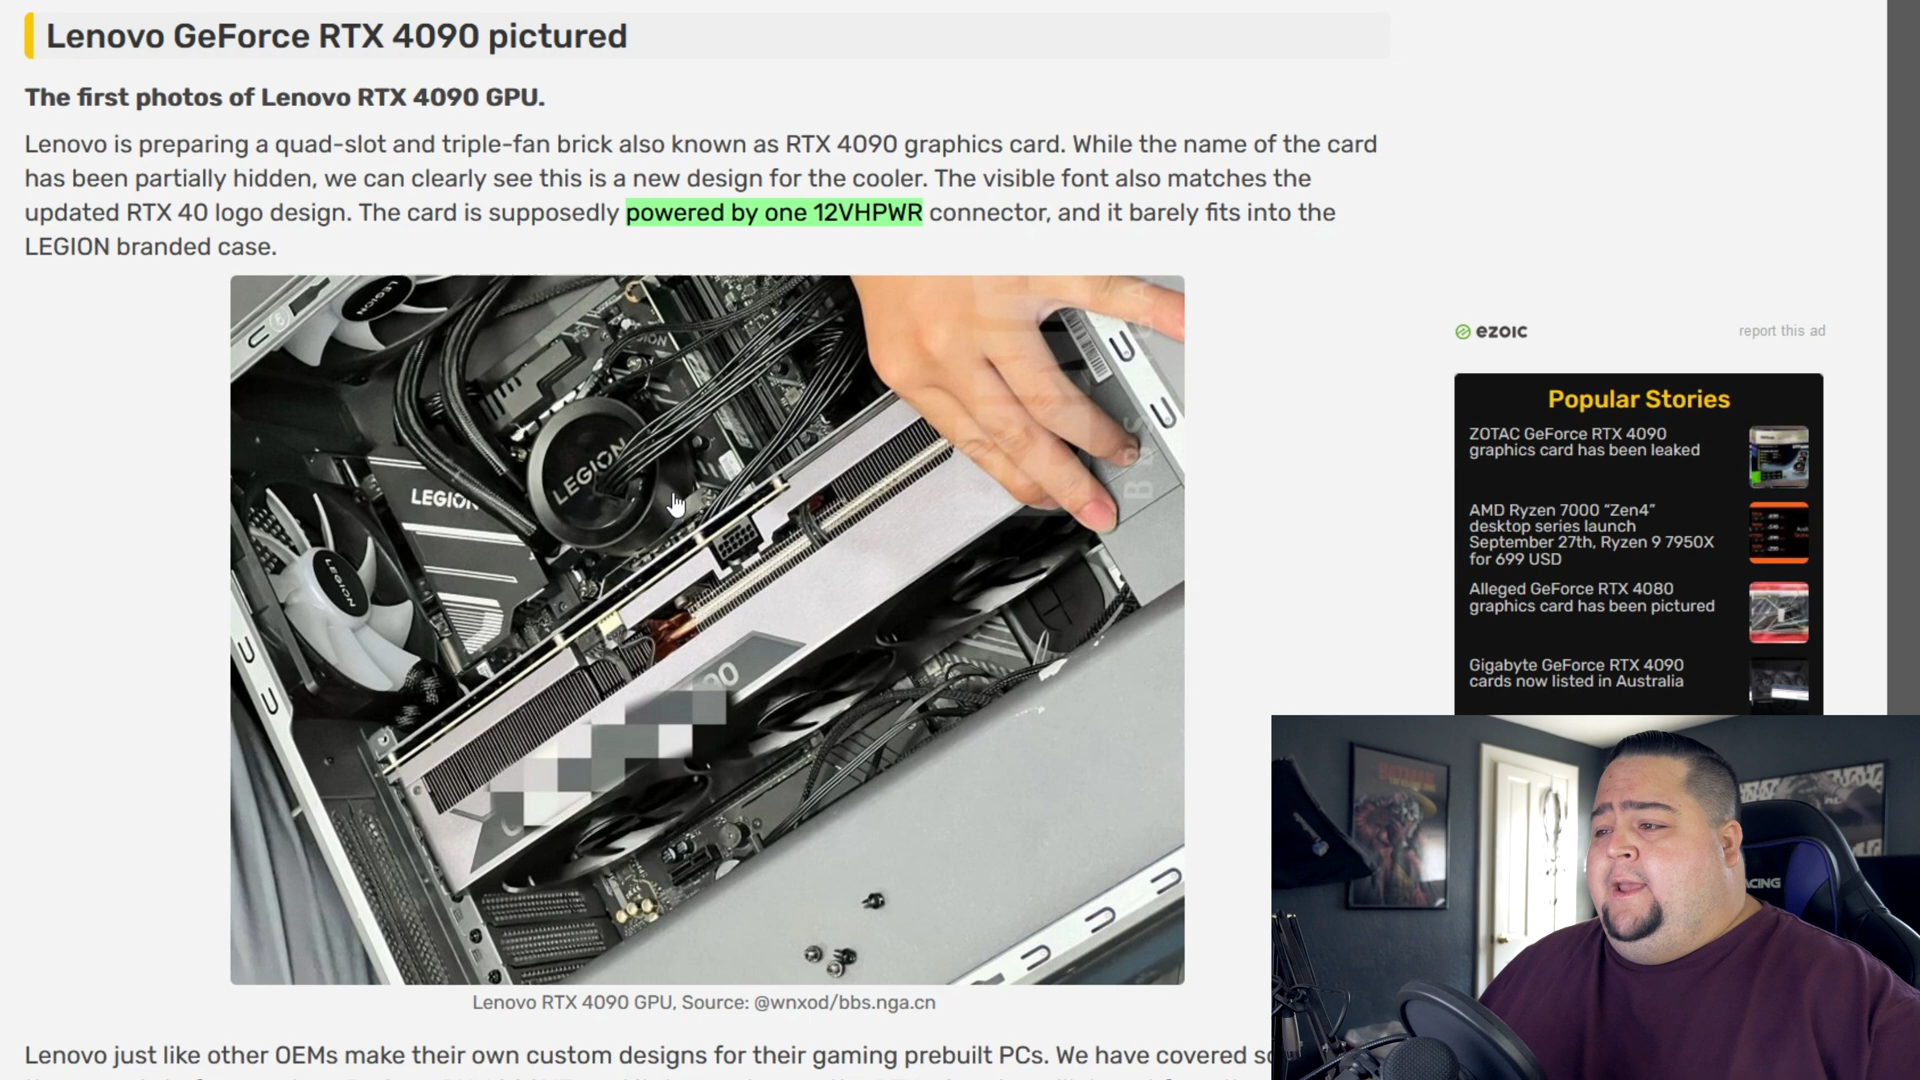 Lenovo GeForce RTX 4090 pictured
The first photos of Lenovo RTX 4090 GPU.
Lenovo is preparing a quad-slot and triple-fan brick also known as RTX 4090 graphics card. While the name of the card
has been partially hidden, we can clearly see this is a new design for the cooler. The visible font also matches the
updated RTX 40 logo design. The card is supposedly powered by one 12VHPWR connector, and it barely fits into the
LEGION branded case.
LEGION
LEGION
LEGION
LEGION
Lenovo RTX 4090 GPU, Source: @wnxod/bbs.nga.cn
Lenovo just like other OEMs make their own custom designs for their gaming prebuilt PCs. We have covered
ezoic
report this ad
Popular Stories
ZOTAC GeForce RTX 4090
graphics card has been leaked
AMD Ryzen 7000 “Zen4”
desktop series launch
September 27th, Ryzen 9 7950X
for 699 USD
Alleged GeForce RTX 4080
graphics card has been pictured
Gigabyte GeForce RTX 4090
cards now listed in Australia